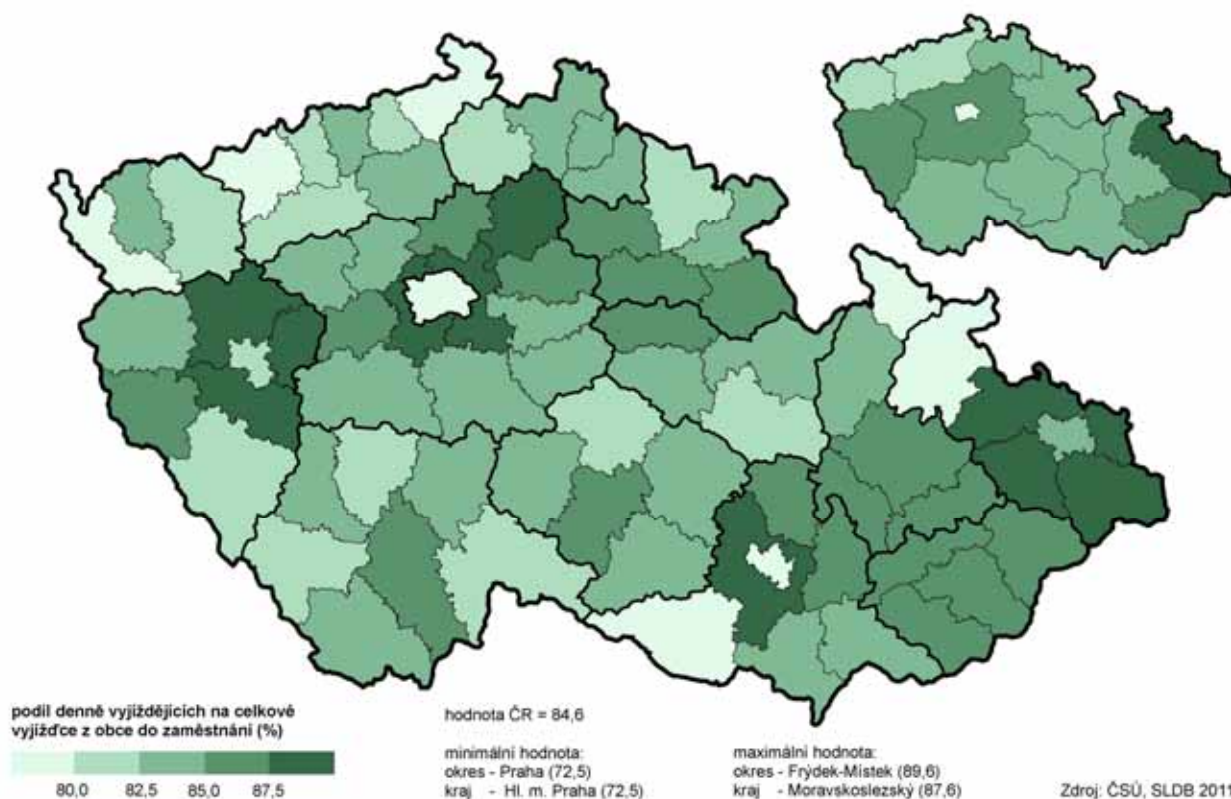 podíl denně vyjíždějících na celkové
vyjížďce z obce do zaměstnání (%)
80,0 82,5 85,0 87,5
hodnota ČR = 84,6
minimální hodnota:
okres - Praha (72,5)
kraj - Hl. m. Praha (72,5)
maximální hodnota:
okres - Frýdek-Místek (89,6)
kraj - Moravskoslezský (87,6)
Zdroj: ČSÚ, SLDB 2011